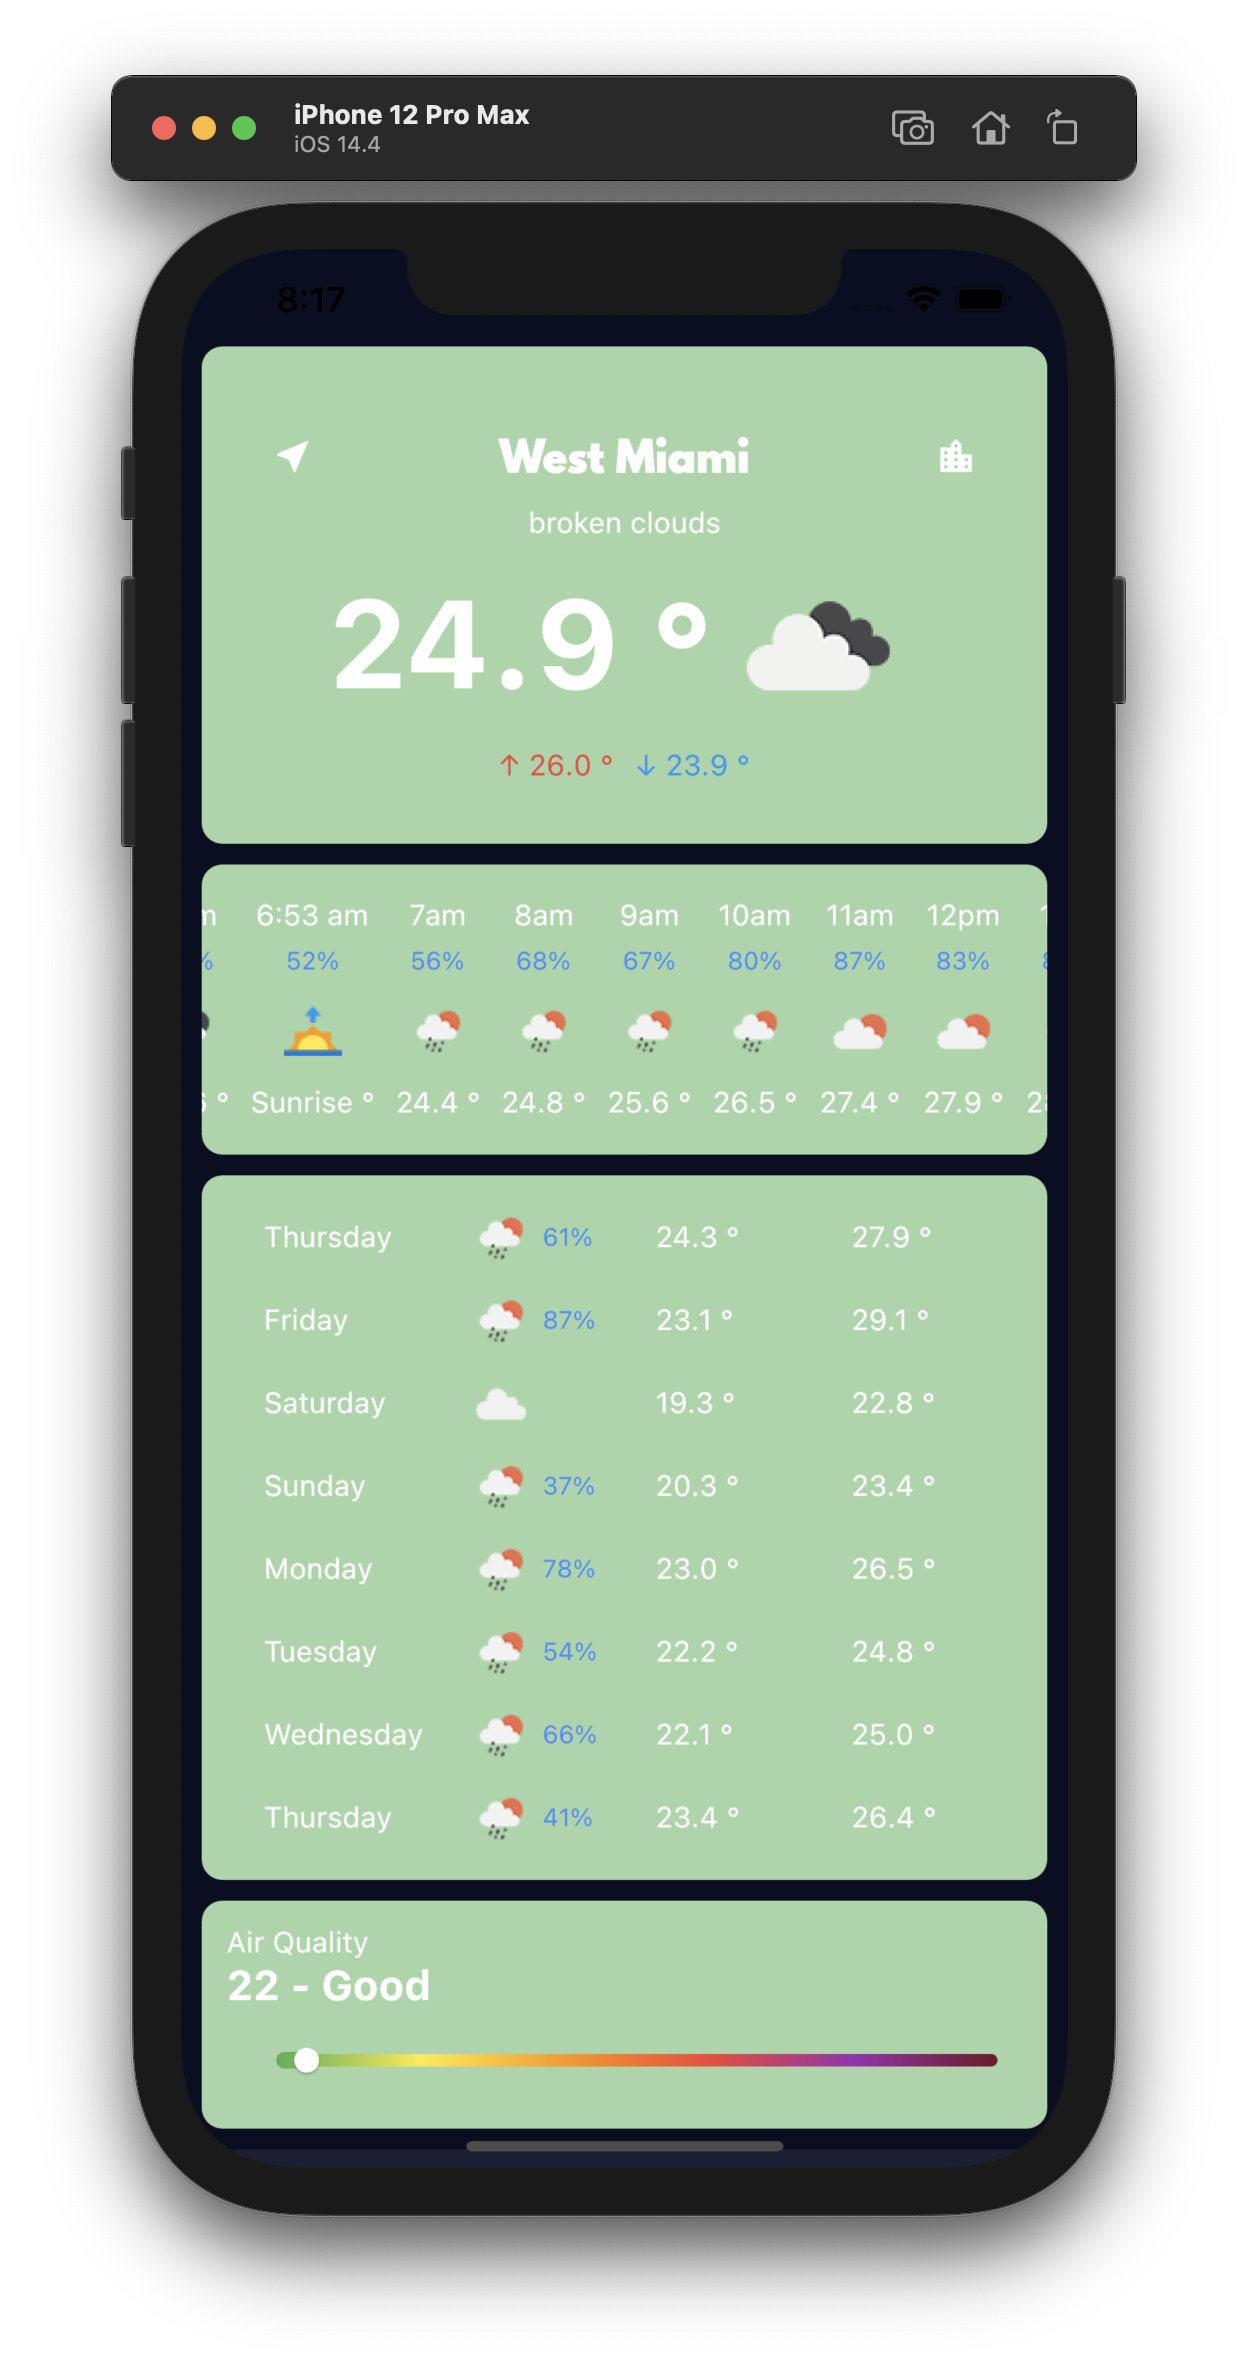 iPhone 12 Pro Max
iOS 14.4
8:17
West Miami
broken clouds
24.9 °
↑ 26.0 ° ↓ 23.9 °
6:53 am 7am 8am 9am 10am 11am 12pm
52% 56% 68% 67% 80% 87% 83%
Sunrise ° 24.4 ° 24.8 ° 25.6 ° 26.5 ° 27.4 ° 27.9 °
Thursday 61% 24.3 ° 27.9 °
Friday 87% 23.1 ° 29.1 °
Saturday 19.3 ° 22.8 °
Sunday 37% 20.3 ° 23.4 °
Monday 78% 23.0 ° 26.5 °
Tuesday 54% 22.2 ° 24.8 °
Wednesday 66% 22.1 ° 25.0 °
Thursday 41% 23.4 ° 26.4 °
Air Quality
22 - Good